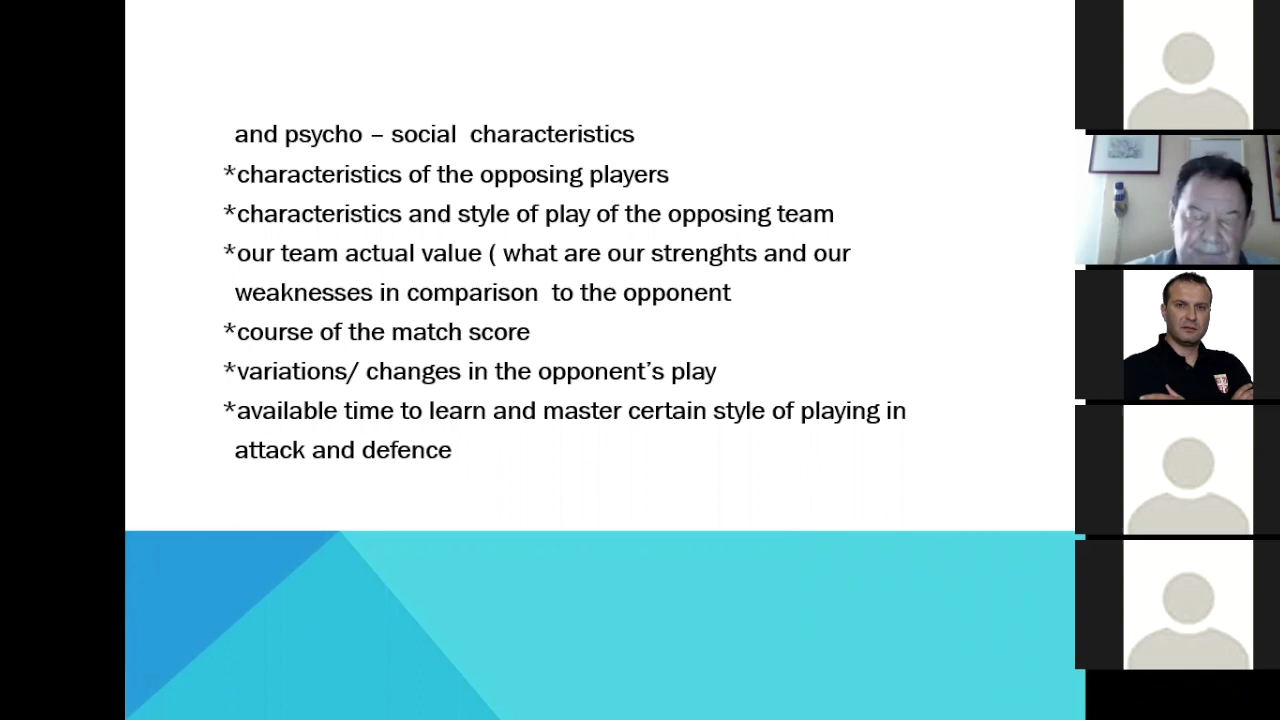 and psycho – social characteristics
*characteristics of the opposing players
*characteristics and style of play of the opposing team
*our team actual value ( what are our strenghts and our
weaknesses in comparison to the opponent
*course of the match score
*variations/ changes in the opponent’s play
*available time to learn and master certain style of playing in
attack and defence